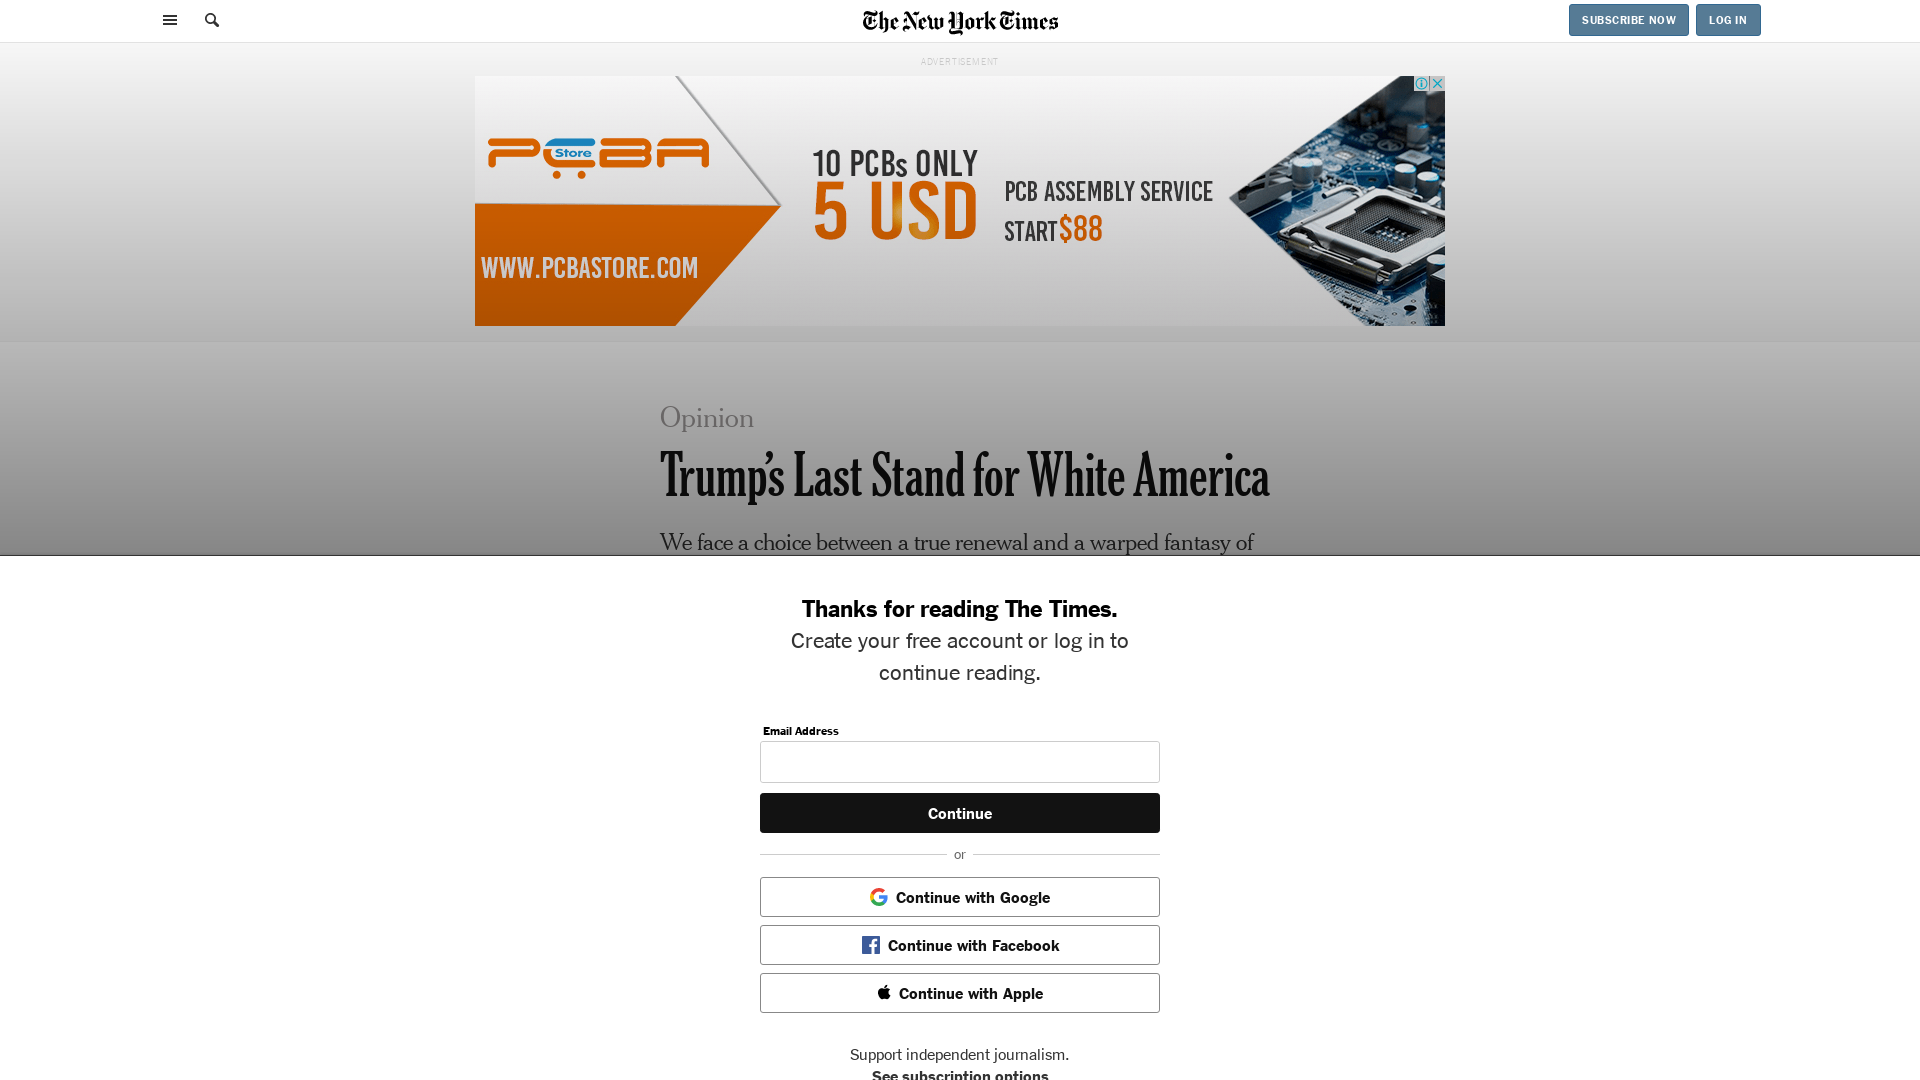 The New York Times
SUBSCRIBE NOW
LOG IN
ADVERTISEMENT
PCBA
Store
10 PCBs ONLY
5 USD
PCB ASSEMBLY SERVICE
START $88
WWW.PCBASTORE.COM
Opinion
Trump's Last Stand for White America
We face a choice between a true renewal and a warped fantasy of
Thanks for reading The Times.
Create your free account or log in to
continue reading.
Email Address
Continue
or
Continue with Google
Continue with Facebook
Continue with Apple
Support independent journalism.
See subscription options